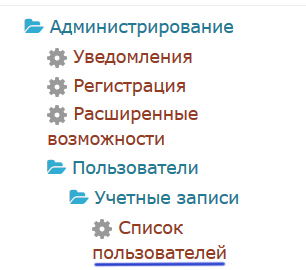 Администрирование
Уведомления
Регистрация
Расширенные
возможности
Пользователи
Учетные записи
Список
пользователей